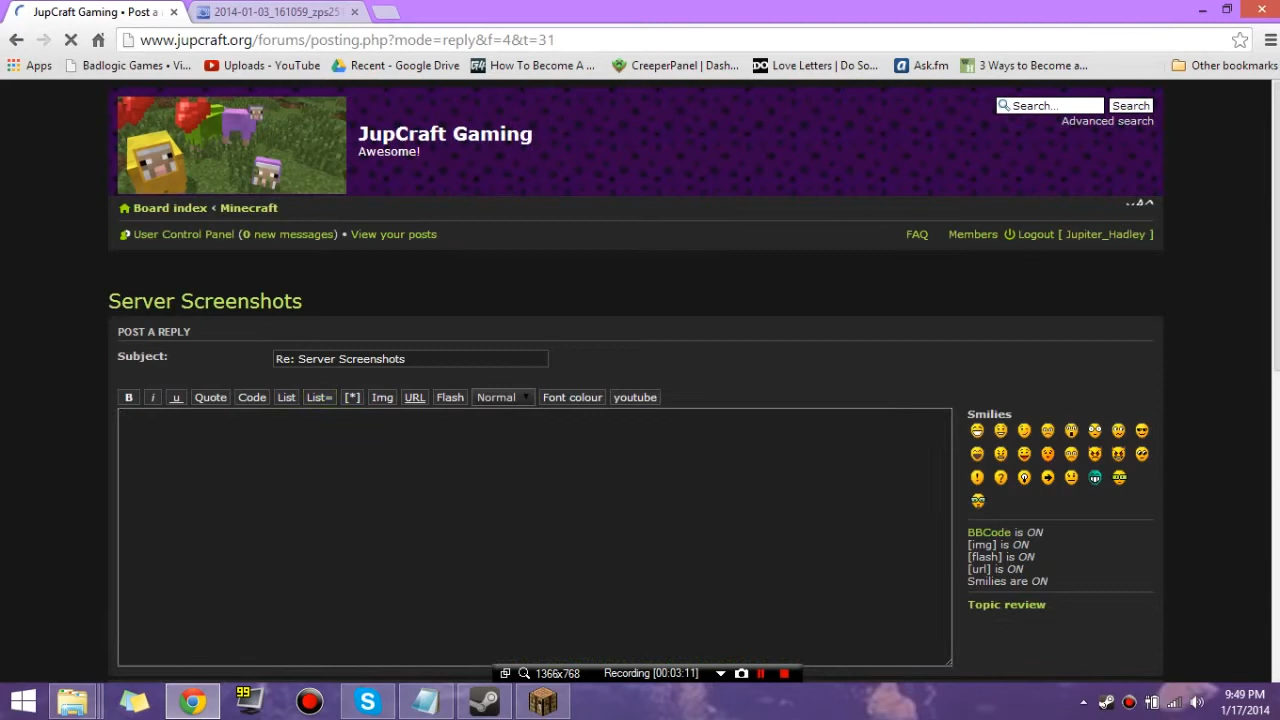 JupCraft Gaming • Post a
2014-01-03_161059_zps25
www.jupcraft.org/forums/posting.php?mode=reply&f=4&t=31
Apps Badlogic Games • Vi... Uploads - YouTube Recent - Google Drive How To Become A ... CreeperPanel | Dash... Love Letters | Do So... Ask.fm 3 Ways to Become a... Other bookmarks
JupCraft Gaming
Awesome!
Search... Search
Advanced search
Board index ‹ Minecraft
User Control Panel (0 new messages) • View your posts FAQ Members Logout [ Jupiter_Hadley ]
Server Screenshots
POST A REPLY
Subject: Re: Server Screenshots
B i u Quote Code List List= [*] Img URL Flash Normal Font colour youtube
Smilies
BBCode is ON
[img] is ON
[flash] is ON
[url] is ON
Smilies are ON
Topic review
1366x768 Recording [00:03:11]
99
9:49 PM
1/17/2014